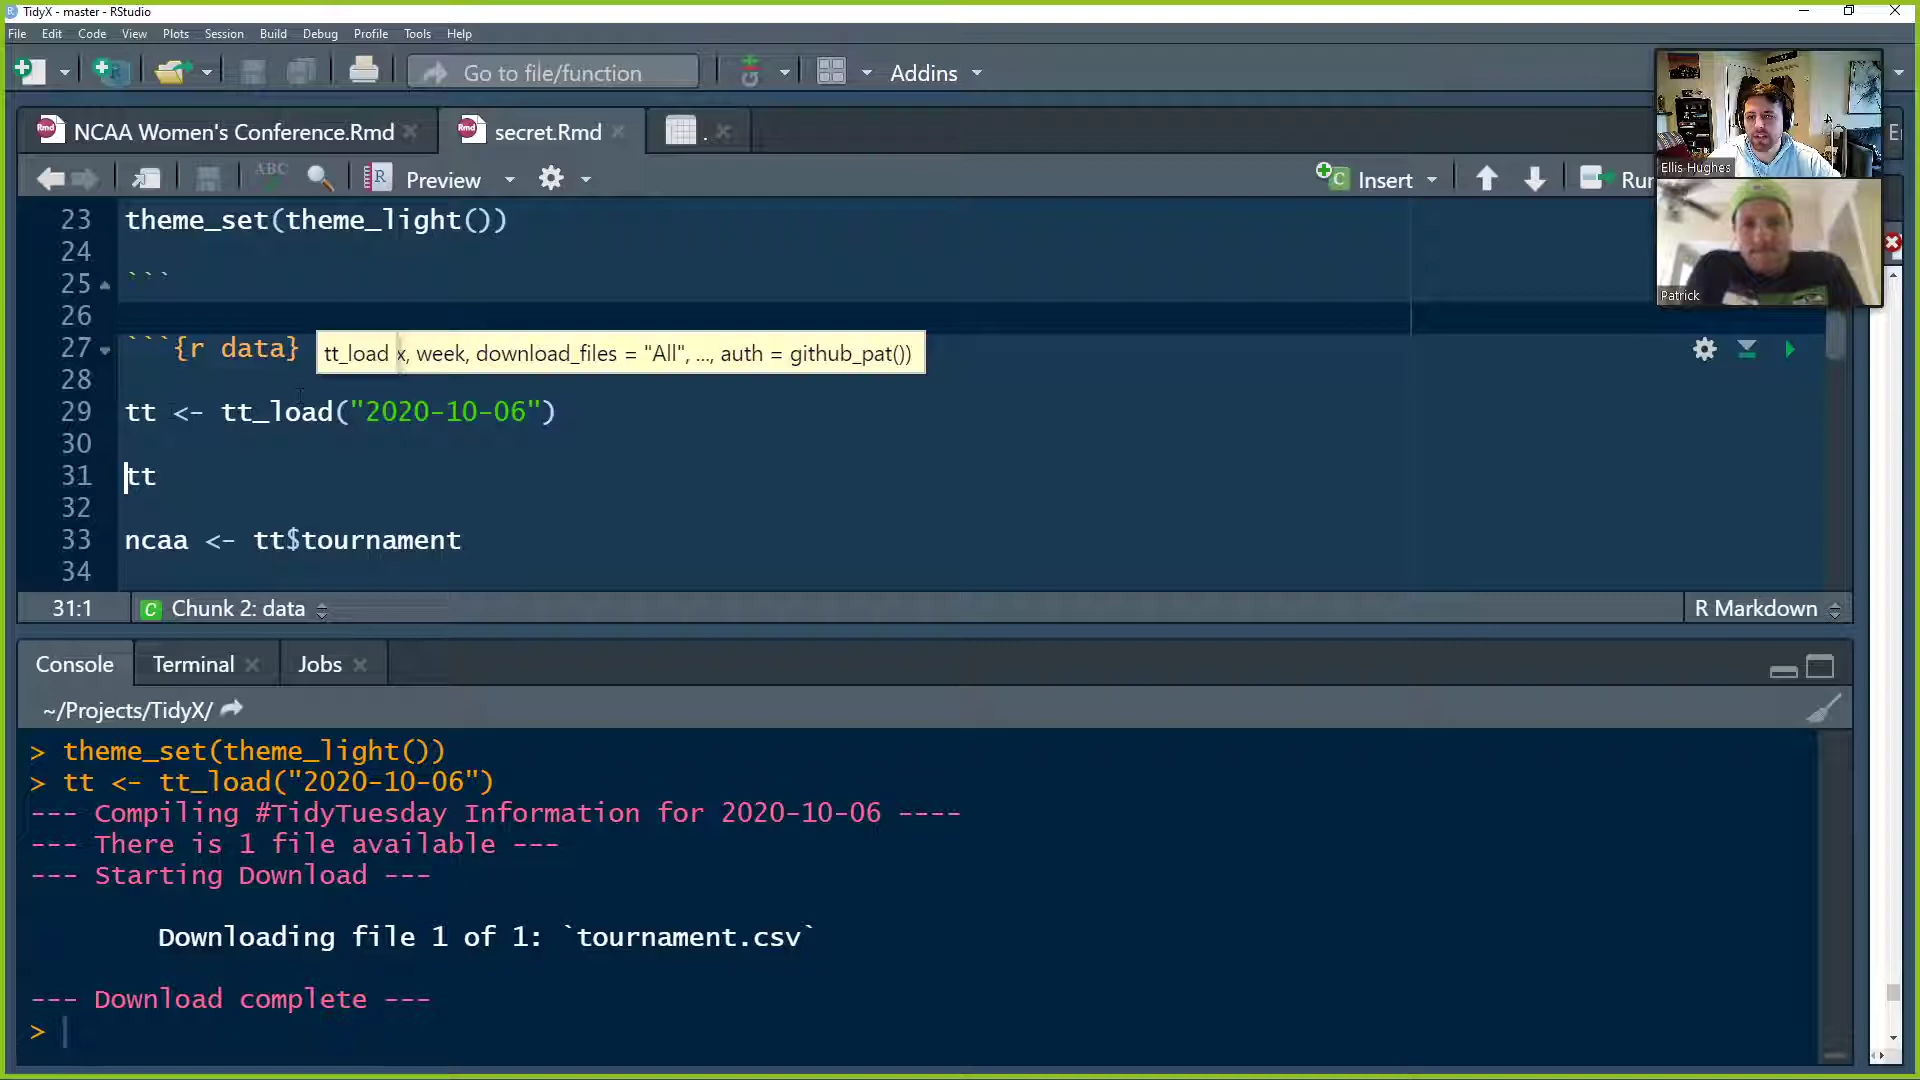 TidyX - master - RStudio
File Edit Code View Plots Session Build Debug Profile Tools Help
Go to file/function Addins
NCAA Women's Conference.Rmd secret.Rmd .
ABC Preview Insert Run
Ellis Hughes
Patrick
23 theme_set(theme_light())
24
25 ```
26
27 ```{r data}
tt_load x, week, download_files = "All", ..., auth = github_pat())
28
29 tt <- tt_load("2020-10-06")
30
31 tt
32
33 ncaa <- tt$tournament
34
31:1 Chunk 2: data R Markdown
Console Terminal Jobs
~/Projects/TidyX/
> theme_set(theme_light())
> tt <- tt_load("2020-10-06")
--- Compiling #TidyTuesday Information for 2020-10-06 ----
--- There is 1 file available ---
--- Starting Download ---
Downloading file 1 of 1: `tournament.csv`
--- Download complete ---
>